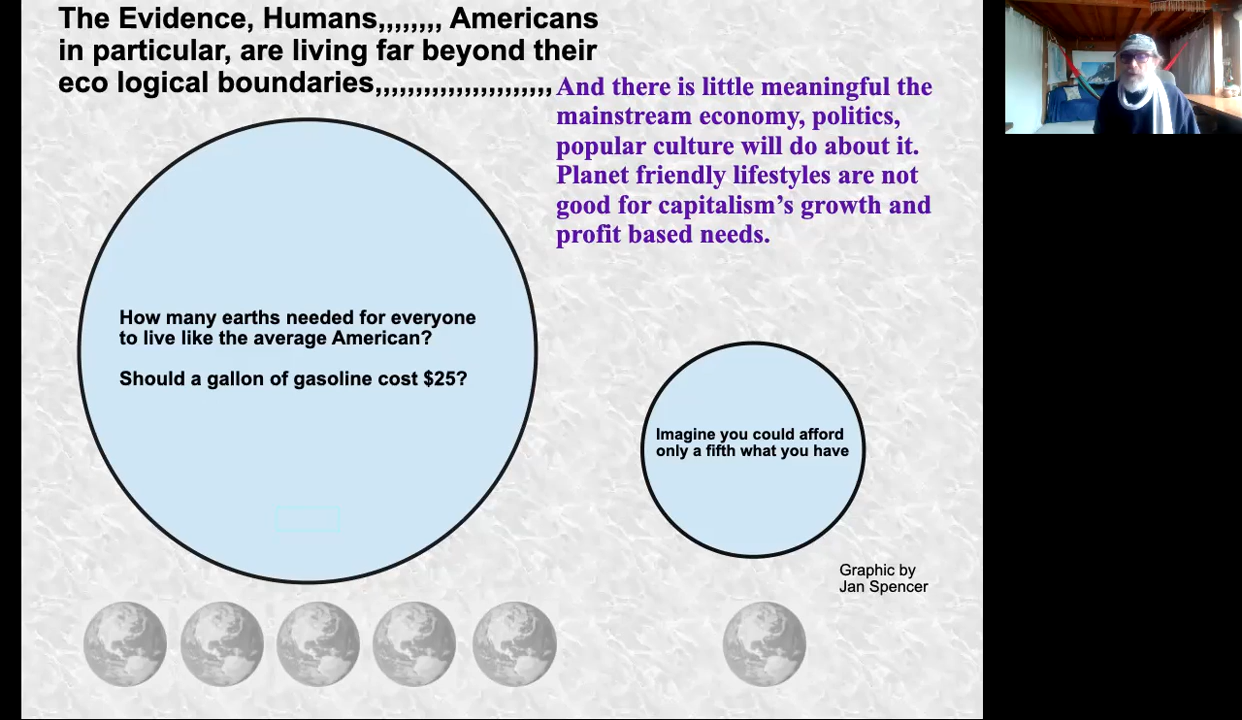 The Evidence, Humans,,,,,,,, Americans
in particular, are living far beyond their
eco logical boundaries,,,,,,,,,,,,,,,,,,,,,,
And there is little meaningful the
mainstream economy, politics,
popular culture will do about it.
Planet friendly lifestyles are not
good for capitalism’s growth and
profit based needs.
How many earths needed for everyone
to live like the average American?
Should a gallon of gasoline cost $25?
Imagine you could afford
only a fifth what you have
Graphic by
Jan Spencer